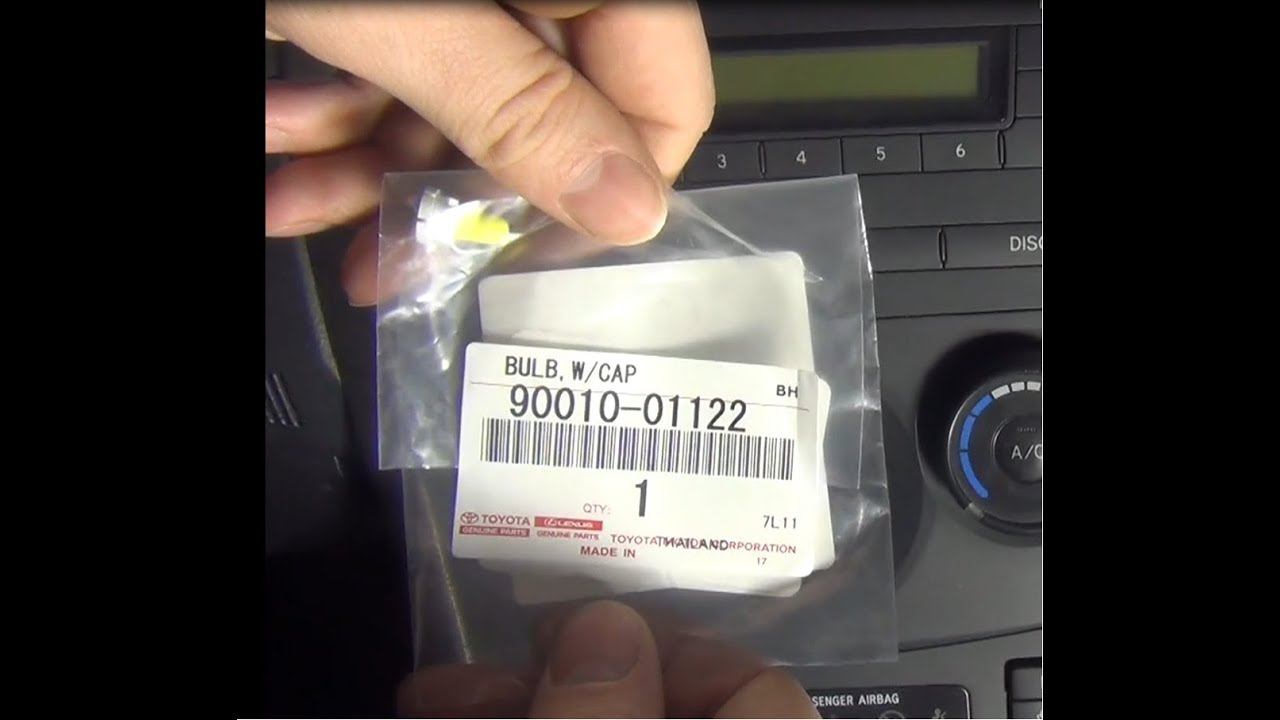 3 4 5 6
DISC
BULB, W/CAP
BH
90010-01122
A/C
QTY: 1
7L11
TOYOTA LEXUS
GENUINE PARTS GENUINE PARTS
TOYOTA CORPORATION
MADE IN THAILAND
17
SENGER AIRBAG